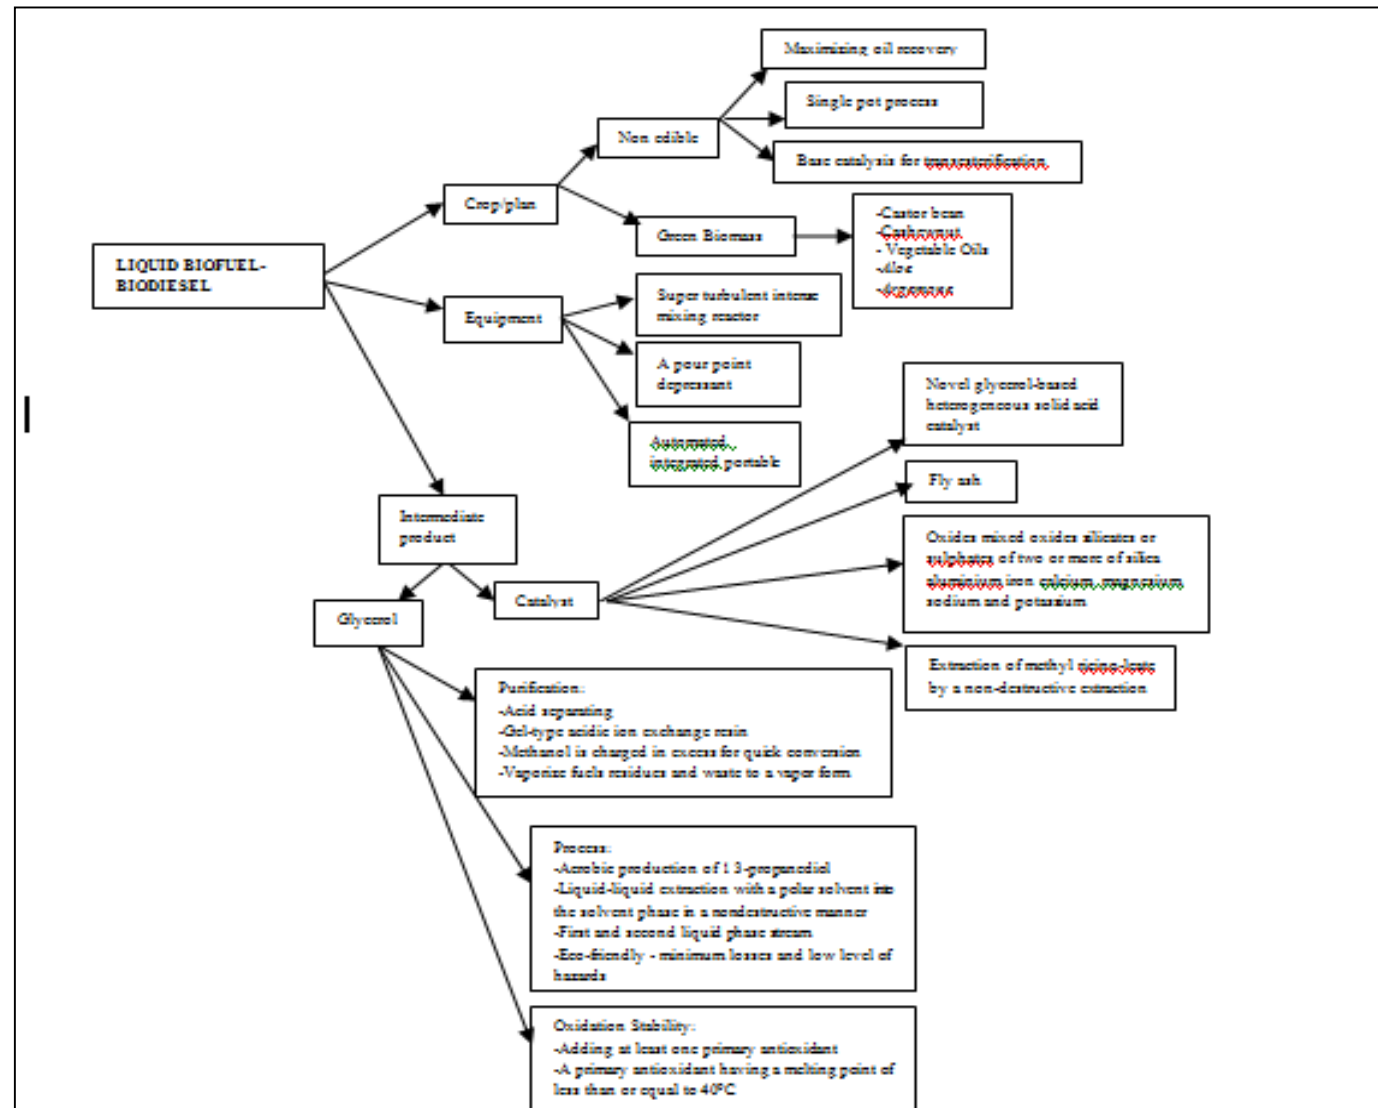 Maximizing oil recovery
Single pot process
Non edible
Base catalysis for transesterification,
Crop/plan
-Castor bean
-Cashewnut,
- Vegetable Oils
-Aloe
-Argemone
Green Biomass
LIQUID BIOFUEL-
BIODIESEL
Super turbulent intense
mixing reactor
Equipment
A pour point
depressant
Novel glycerol-based
heterogeneous solid acid
catalyst
Automated,
integrated, portable
Fly ash
Intermediate
product
Oxides mixed oxides silicates or
sulphates of two or more of silica
aluminium iron calcium, magnesium
sodium and potassium
Catalyst
Glycerol
Extraction of methyl ricino-leate
by a non-destructive extraction
Purification:
-Acid separating
-Gel-type acidic ion exchange resin
-Methanol is charged in excess for quick conversion
-Vaporize fuels residues and waste to a vapor form
Process:
-Aerobic production of 1 3-propanediol
-Liquid-liquid extraction with a polar solvent into
the solvent phase in a nondestructive manner
-First and second liquid phase stream
-Eco-friendly - minimum losses and low level of
hazards
Oxidation Stability:
-Adding at least one primary antioxidant
-A primary antioxidant having a melting point of
less than or equal to 40ºC